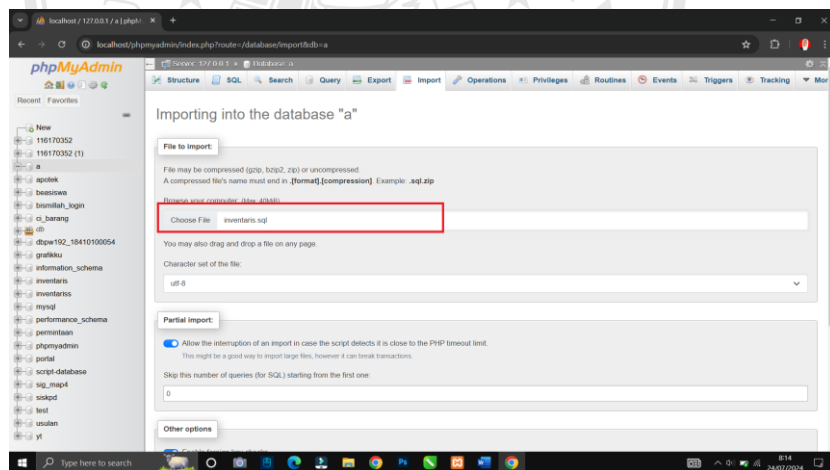 localhost / 127.0.0.1 / a | phpM
localhost/phpmyadmin/index.php?route=/database/import&db=a
phpMyAdmin
Recent Favorites
New
116170352
116170352 (1)
a
apotek
beasiswa
bismillah_login
ci_barang
db
dbpw192_18410100054
grafikku
information_schema
inventaris
inventariss
mysql
performance_schema
permintaan
phpmyadmin
portal
script-database
sig_map4
siskpd
test
usulan
yt
Server: 127.0.0.1 » Database: a
Structure SQL Search Query Export Import Operations Privileges Routines Events Triggers Tracking Mor
Importing into the database "a"
File to import:
File may be compressed (gzip, bzip2, zip) or uncompressed.
A compressed file's name must end in .[format].[compression]. Example: .sql.zip
Browse your computer: (Max: 40MiB)
Choose File inventaris.sql
You may also drag and drop a file on any page.
Character set of the file:
utf-8
Partial import:
Allow the interruption of an import in case the script detects it is close to the PHP timeout limit.
This might be a good way to import large files, however it can break transactions.
Skip this number of queries (for SQL) starting from the first one:
0
Other options
Enable foreign key checks
Type here to search
8:14
24/07/2024